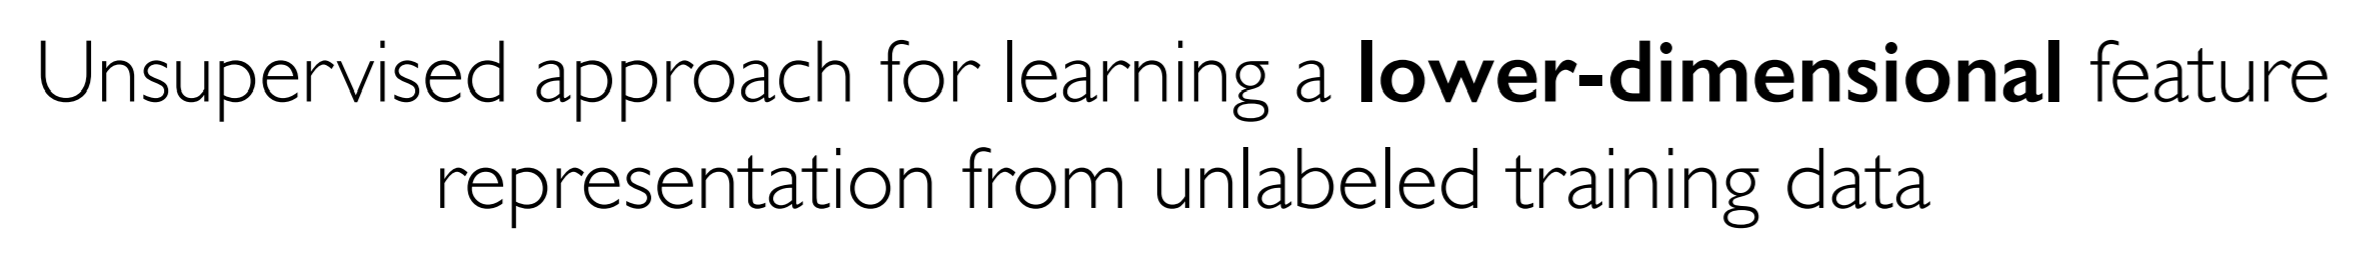 Unsupervised approach for learning a lower-dimensional feature
representation from unlabeled training data